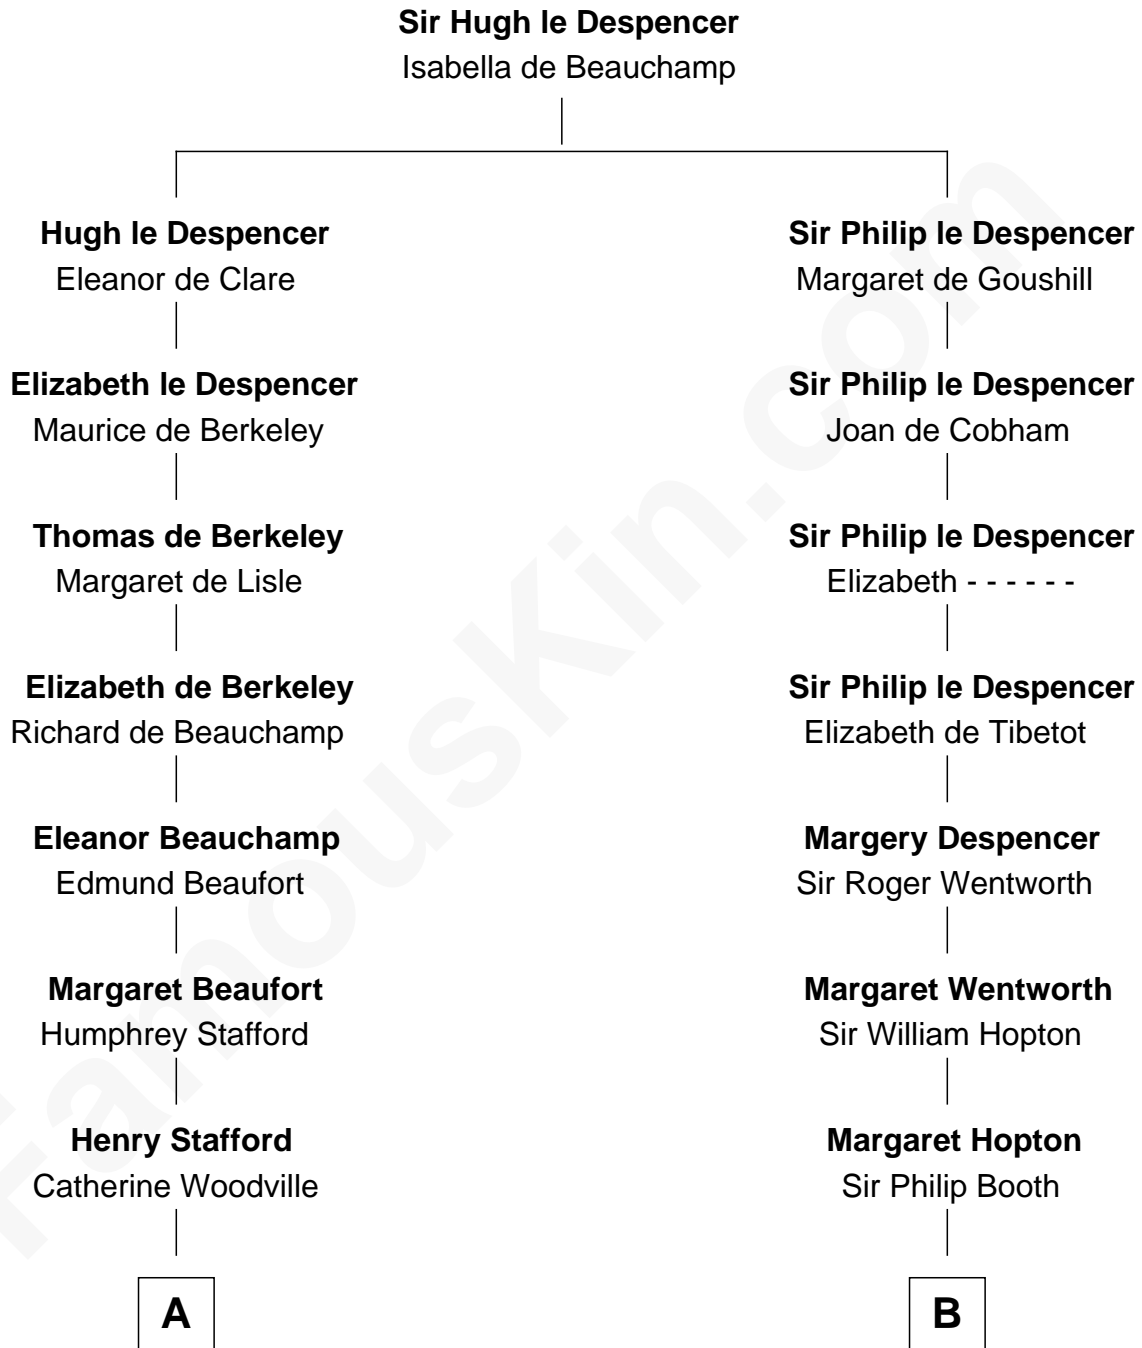 Sir Hugh le Despencer
Isabella de Beauchamp
Hugh le Despencer
Eleanor de Clare
Elizabeth le Despencer
Maurice de Berkeley
Thomas de Berkeley
Margaret de Lisle
Elizabeth de Berkeley
Richard de Beauchamp
Eleanor Beauchamp
Edmund Beaufort
Margaret Beaufort
Humphrey Stafford
Henry Stafford
Catherine Woodville
A
Sir Philip le Despencer
Margaret de Goushill
Sir Philip le Despencer
Joan de Cobham
Sir Philip le Despencer
Elizabeth - - - - - -
Sir Philip le Despencer
Elizabeth de Tibetot
Margery Despencer
Sir Roger Wentworth
Margaret Wentworth
Sir William Hopton
Margaret Hopton
Sir Philip Booth
B
FamousKin.com